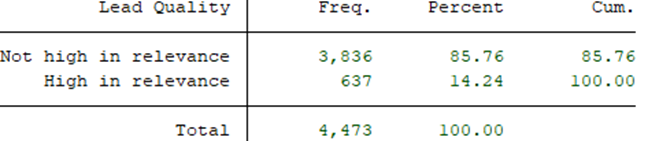 Lead Quality Freq. Percent Cum.
Not high in relevance 3,836 85.76 85.76
High in relevance 637 14.24 100.00
Total 4,473 100.00